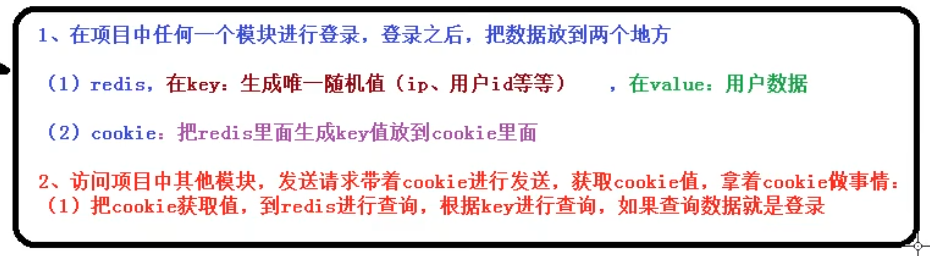 1、在项目中任何一个模块进行登录，登录之后，把数据放到两个地方
（1）redis，在key：生成唯一随机值（ip、用户id等等） ，在value：用户数据
（2）cookie：把redis里面生成key值放到cookie里面
2、访问项目中其他模块，发送请求带着cookie进行发送，获取cookie值，拿着cookie做事情：
（1）把cookie获取值，到redis进行查询，根据key进行查询，如果查询数据就是登录